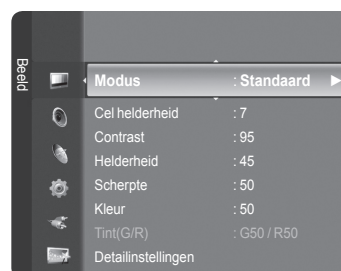 Beeld
Modus : Standaard
Cel helderheid : 7
Contrast : 95
Helderheid : 45
Scherpte : 50
Kleur : 50
Tint(G/R) : G50 / R50
Detailinstellingen